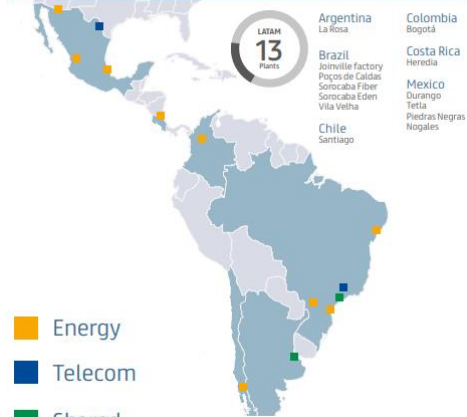 LATAM
13
Plants
Argentina
La Rosa
Brazil
Joinville factory
Poços de Caldas
Sorocaba Fiber
Sorocaba Eden
Vila Velha
Chile
Santiago
Colombia
Bogotá
Costa Rica
Heredia
Mexico
Durango
Tetla
Piedras Negras
Nogales
Energy
Telecom
Shared